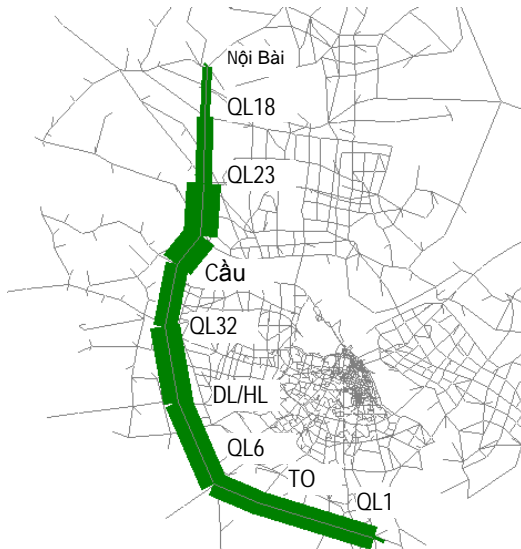 Nội Bài
QL18
QL23
Cầu
QL32
DL/HL
QL6
TO
QL1